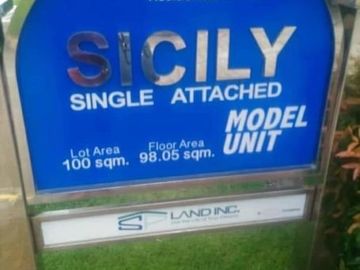 SICILY
SINGLE ATTACHED
MODEL
UNIT
Lot Area
100 sqm.
Floor Area
98.05 sqm.
LAND INC.